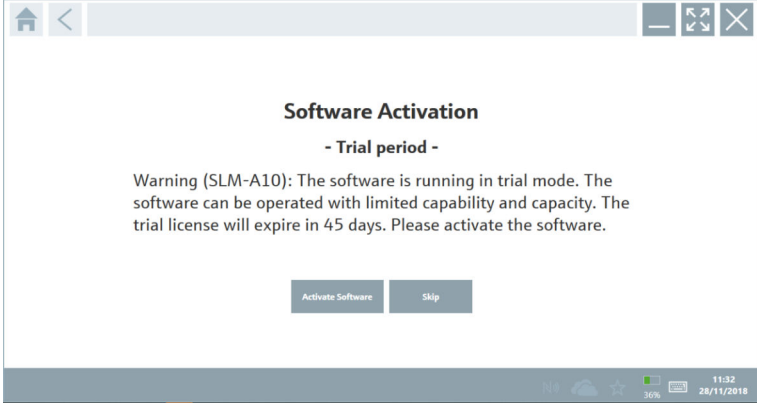 Software Activation
- Trial period -
Warning (SLM-A10): The software is running in trial mode. The
software can be operated with limited capability and capacity. The
trial license will expire in 45 days. Please activate the software.
Activate Software
Skip
36%
11:32
28/11/2018